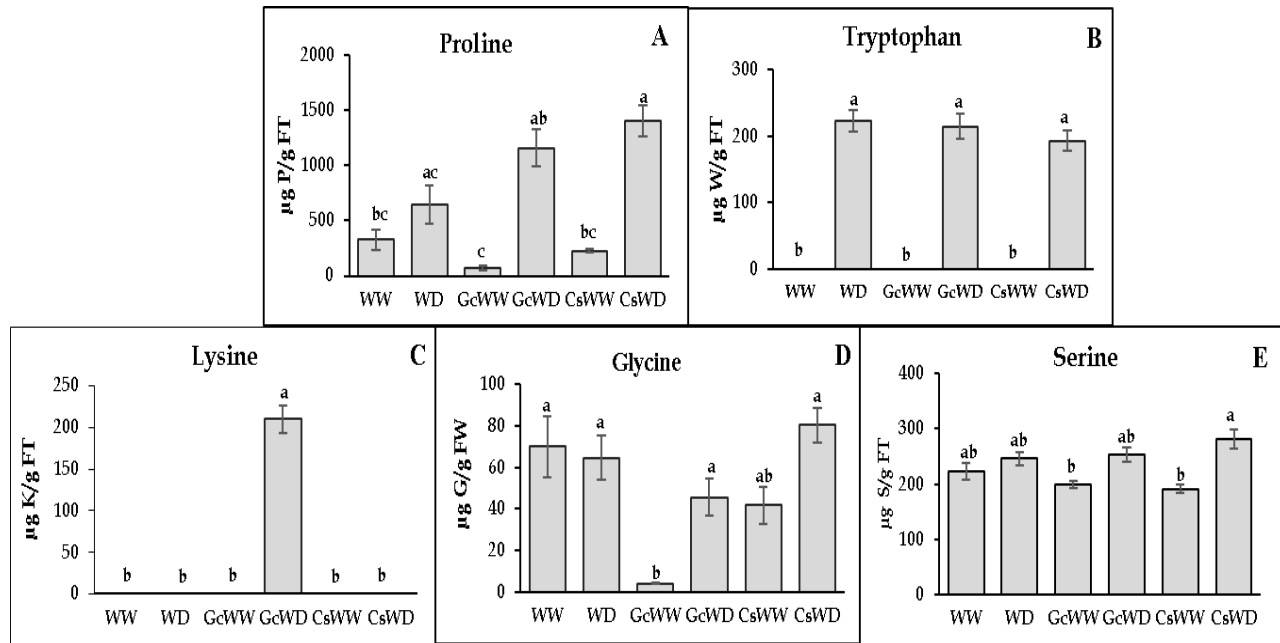 Proline
A
µg P/g FT
2000
1500
1000
500
0
bc
ac
c
ab
bc
a
WW WD GcWW GcWD CsWW CsWD
Tryptophan
B
µg W/g FT
300
200
100
0
b
a
b
a
b
a
WW WD GcWW GcWD CsWW CsWD
Lysine
C
µg K/g FT
250
200
150
100
50
0
b
b
b
a
b
b
WW WD GcWW GcWD CsWW CsWD
Glycine
D
µg G/g FW
100
80
60
40
20
0
a
a
b
a
ab
a
WW WD GcWW GcWD CsWW CsWD
Serine
E
µg S/g FT
400
300
200
100
0
ab
ab
b
ab
b
a
WW WD GcWW GcWD CsWW CsWD